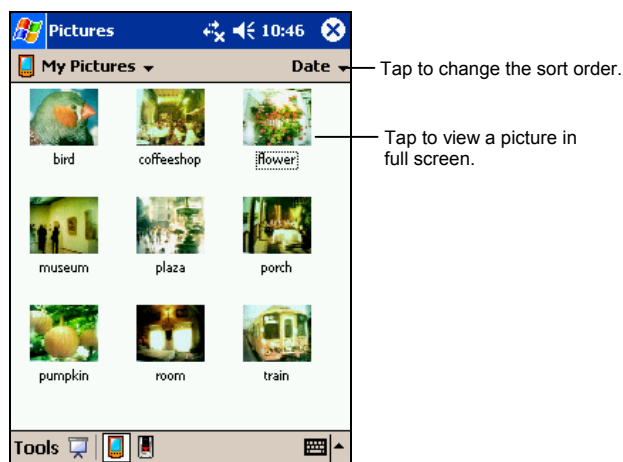 Pictures 10:46
My Pictures Date
Tap to change the sort order.
Tap to view a picture in
full screen.
bird coffeeshop flower
museum plaza porch
pumpkin room train
Tools